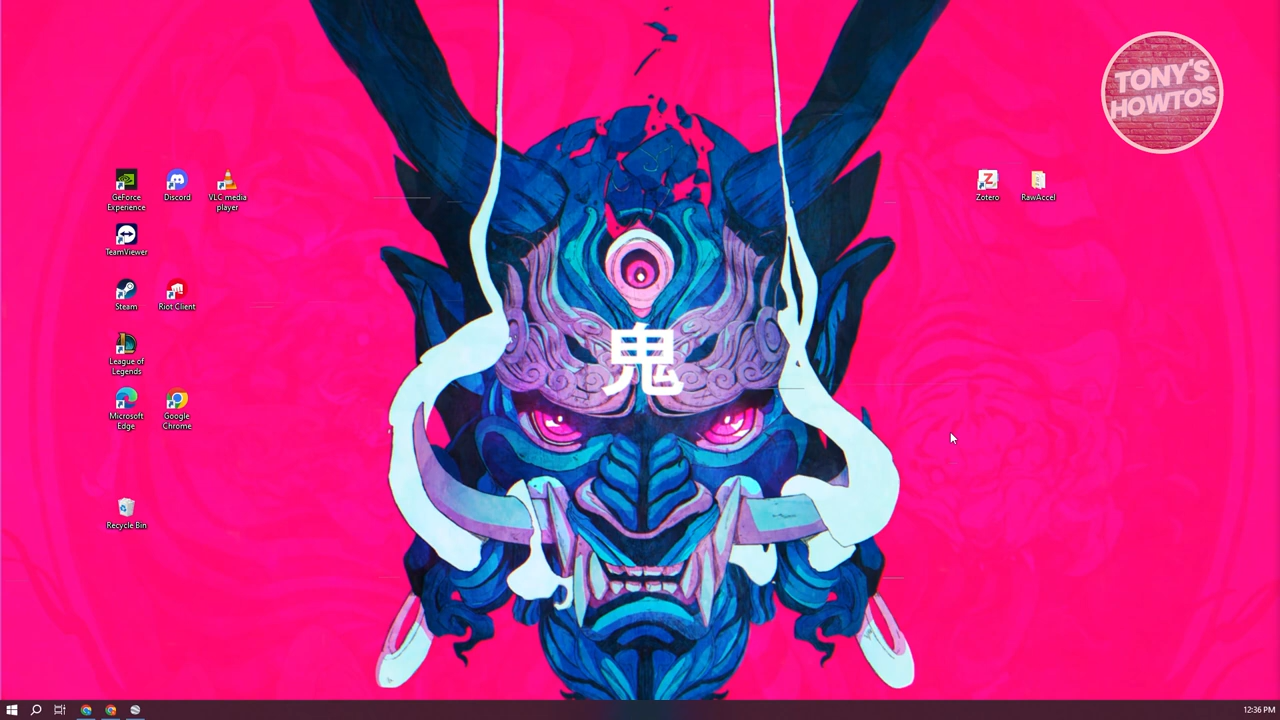 TONY'S
HOWTOS
GeForce
Experience
Discord
VLC media
player
Zotero
RawAccel
TeamViewer
Steam
Riot Client
鬼
League of
Legends
Microsoft
Edge
Google
Chrome
Recycle Bin
12:36 PM